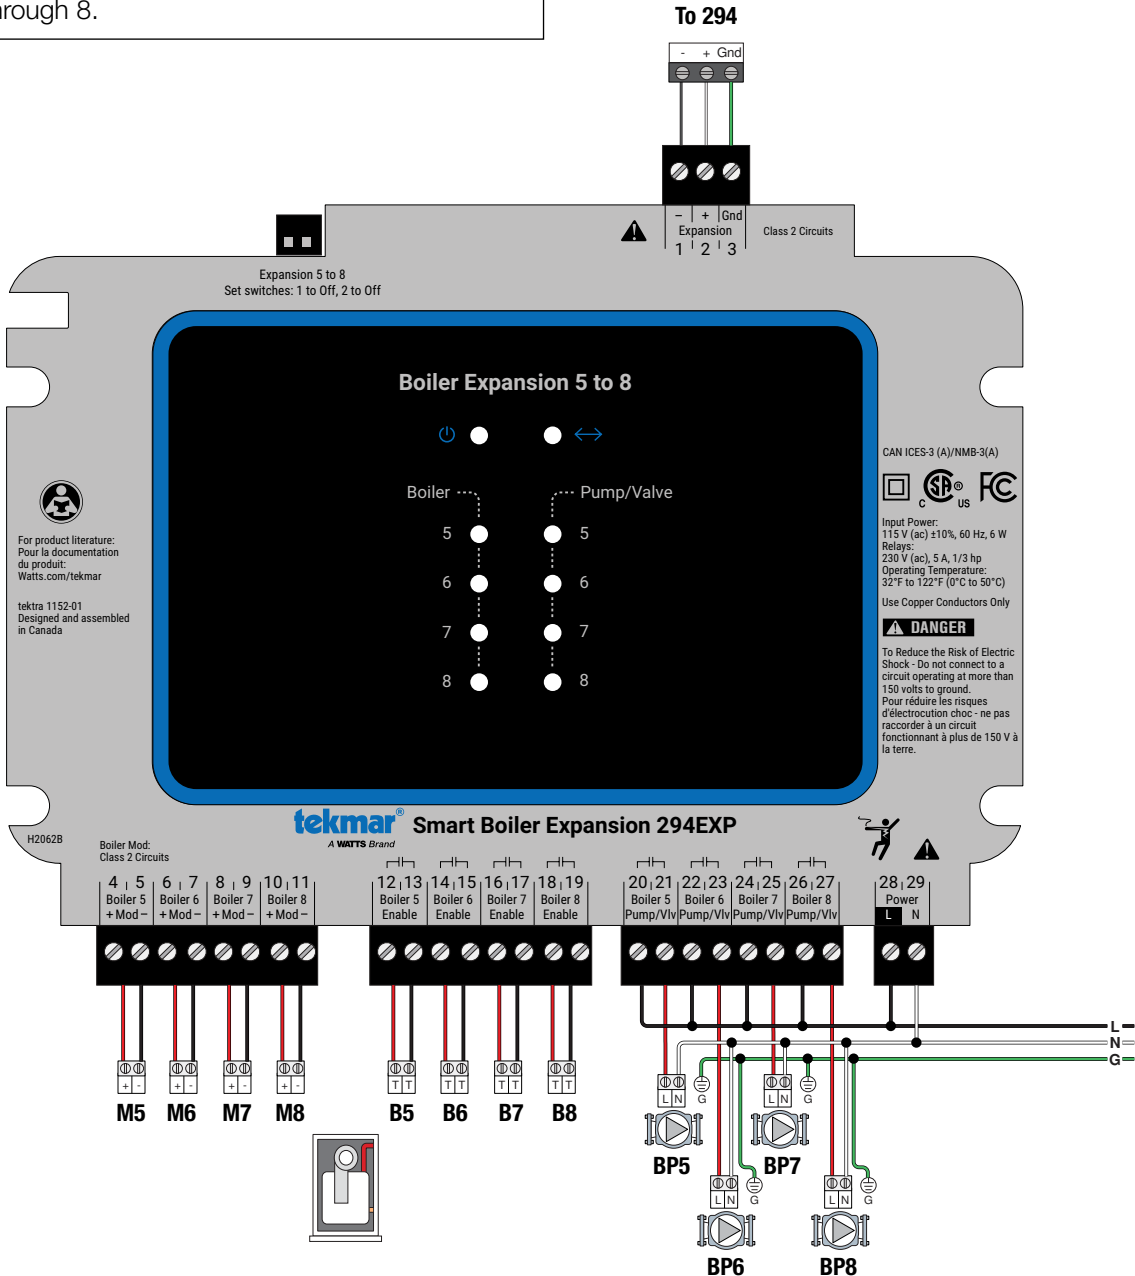 rough 8.
To 294
- + Gnd
– + Gnd
Expansion
1 2 3
Class 2 Circuits
Expansion 5 to 8
Set switches: 1 to Off, 2 to Off
Boiler Expansion 5 to 8
Boiler Pump/Valve
5 5
6 6
7 7
8 8
For product literature:
Pour la documentation
du produit:
Watts.com/tekmar
tektra 1152-01
Designed and assembled
in Canada
CAN ICES-3 (A)/NMB-3(A)
C SA ® US FC
Input Power:
115 V (ac) ±10%, 60 Hz, 6 W
Relays:
230 V (ac), 5 A, 1/3 hp
Operating Temperature:
32°F to 122°F (0°C to 50°C)
Use Copper Conductors Only
DANGER
To Reduce the Risk of Electric
Shock - Do not connect to a
circuit operating at more than
150 volts to ground.
Pour réduire les risques
d'électrocution choc - ne pas
raccorder à un circuit
fonctionnant à plus de 150 V à
la terre.
H2062B
tekmar® Smart Boiler Expansion 294EXP
A WATTS Brand
Boiler Mod:
Class 2 Circuits
4 5 6 7 8 9 10 11
Boiler 5 Boiler 6 Boiler 7 Boiler 8
+ Mod – + Mod – + Mod – + Mod –
12 13 14 15 16 17 18 19
Boiler 5 Boiler 6 Boiler 7 Boiler 8
Enable Enable Enable Enable
20 21 22 23 24 25 26 27
Boiler 5 Boiler 6 Boiler 7 Boiler 8
Pump/Vlv Pump/Vlv Pump/Vlv Pump/Vlv
28 29
Power
L N
L
N
G
+ - + - + - + -
M5 M6 M7 M8
T T T T T T T T
B5 B6 B7 B8
L N G L N G
BP5 BP7
L N G L N G
BP6 BP8